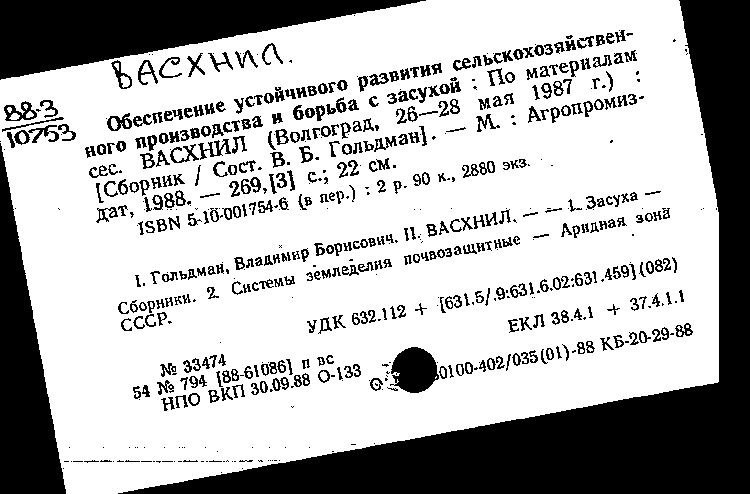 ВАСХНИЛ.
88-3
10753
Обеспечение устойчивого развития сельскохозяйствен-
ного производства и борьба с засухой : По материалам
сес. ВАСХНИЛ (Волгоград, 26—28 мая 1987 г.) :
[Сборник / Сост. В. Б. Гольдман]. — М. : Агропромиз-
дат, 1988. — 269,[3] с.; 22 см.
ISBN 5-10-001754-6 (в пер.) : 2 р. 90 к., 2880 экз.
I. Гольдман, Владимир Борисович. II. ВАСХНИЛ. — — 1. Засуха —
Сборники. 2. Системы земледелия почвозащитные — Аридная зона
СССР.
УДК 632.112 + [631.5/.9:631.6.02:631.459] (082)
ЕКЛ 38.4.1 + 37.4.1.1
№ 33474
54 № 794 [88-61086] п вс
НПО ВКП 30.09.88 О-133
0100-402/035(01)-88 КБ-20-29-88